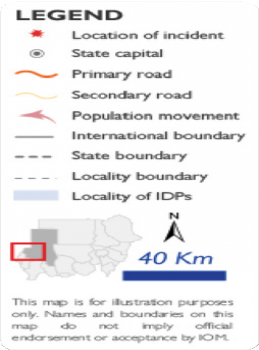 LEGEND
Location of incident
State capital
Primary road
Secondary road
Population movement
International boundary
State boundary
Locality boundary
Locality of IDPs
N
40 Km
This map is for illustration purposes
only. Names and boundaries on this
map do not imply official
endorsement or acceptance by IOM.